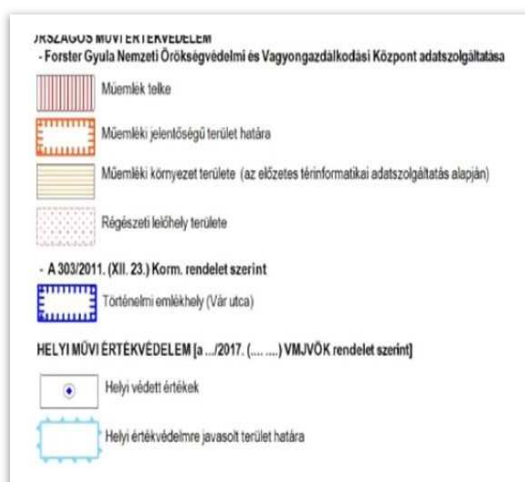 ORSZÁGOS MŰVI ÉRTÉKVÉDELEM
- Forster Gyula Nemzeti Örökségvédelmi és Vagyongazdálkodási Központ adatszolgáltatása
Műemlék telke
Műemléki jelentőségű terület határa
Műemléki környezet területe (az előzetes térinformatikai adatszolgáltatás alapján)
Régészeti lelőhely területe
- A 303/2011. (XII. 23.) Korm. rendelet szerint
Történelmi emlékhely (Vár utca)
HELYI MŰVI ÉRTÉKVÉDELEM [a .../2017. (.... ....) VMJVÖK rendelet szerint]
Helyi védett értékek
Helyi értékvédelmre javasolt terület határa